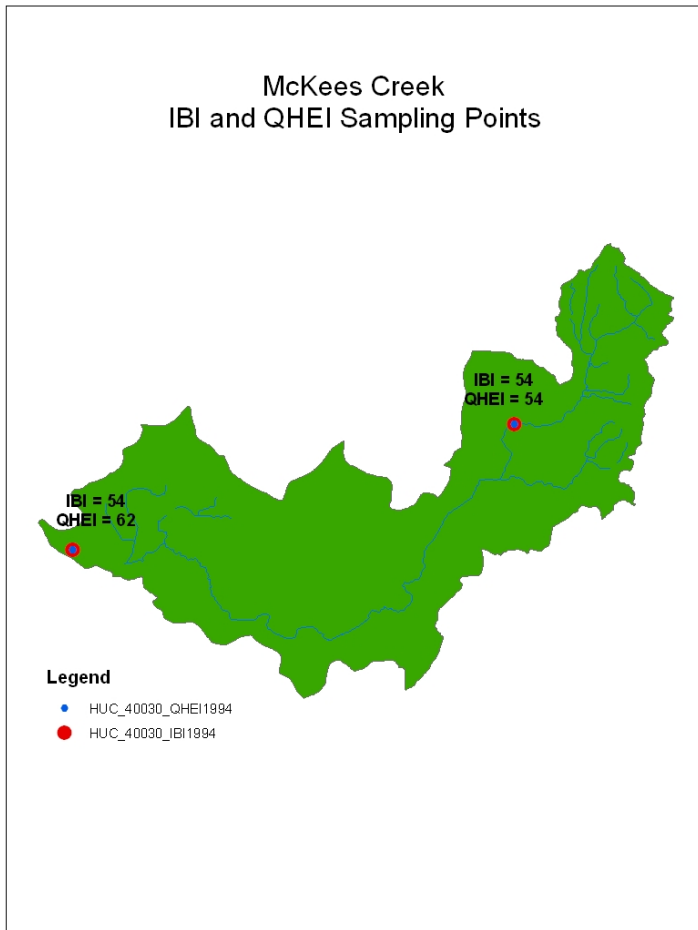 McKees Creek
IBI and QHEI Sampling Points
IBI = 54
QHEI = 54
IBI = 54
QHEI = 62
Legend
HUC_40030_QHEI1994
HUC_40030_IBI1994